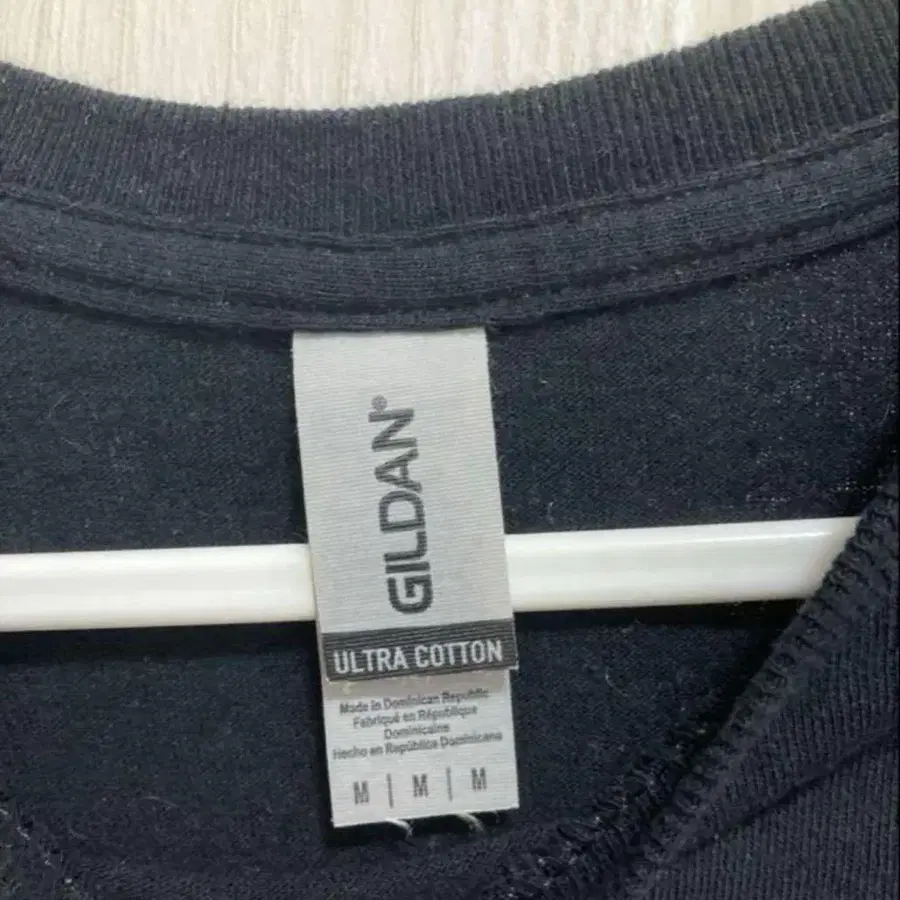 GILDAN®
ULTRA COTTON
Made in Dominican Republic
Fabriqué en République
Dominicaine
Hecho en República Dominicana
M | M | M